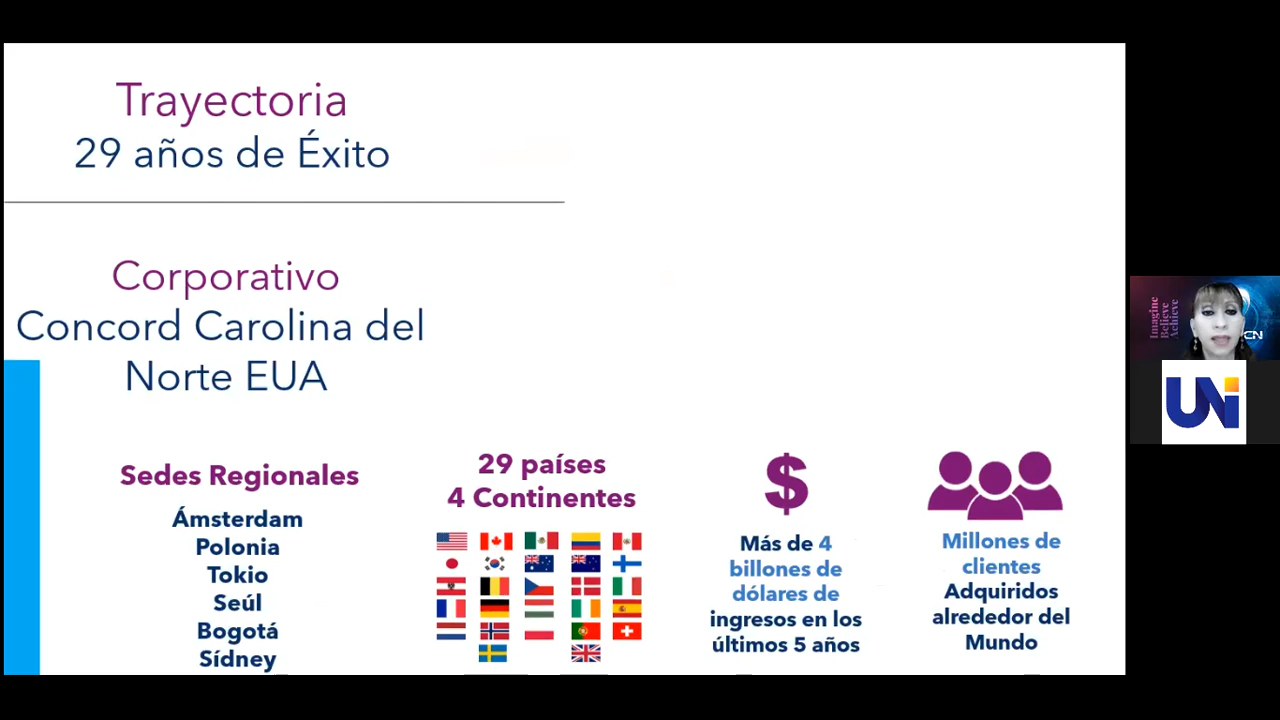 Trayectoria
29 años de Éxito
Corporativo
Concord Carolina del
Norte EUA
Sedes Regionales
Ámsterdam
Polonia
Tokio
Seúl
Bogotá
Sídney
29 países
4 Continentes
$
Más de 4
billones de
dólares de
ingresos en los
últimos 5 años
Millones de
clientes
Adquiridos
alrededor del
Mundo
Imagine
Believe
Achieve
CN
UNi